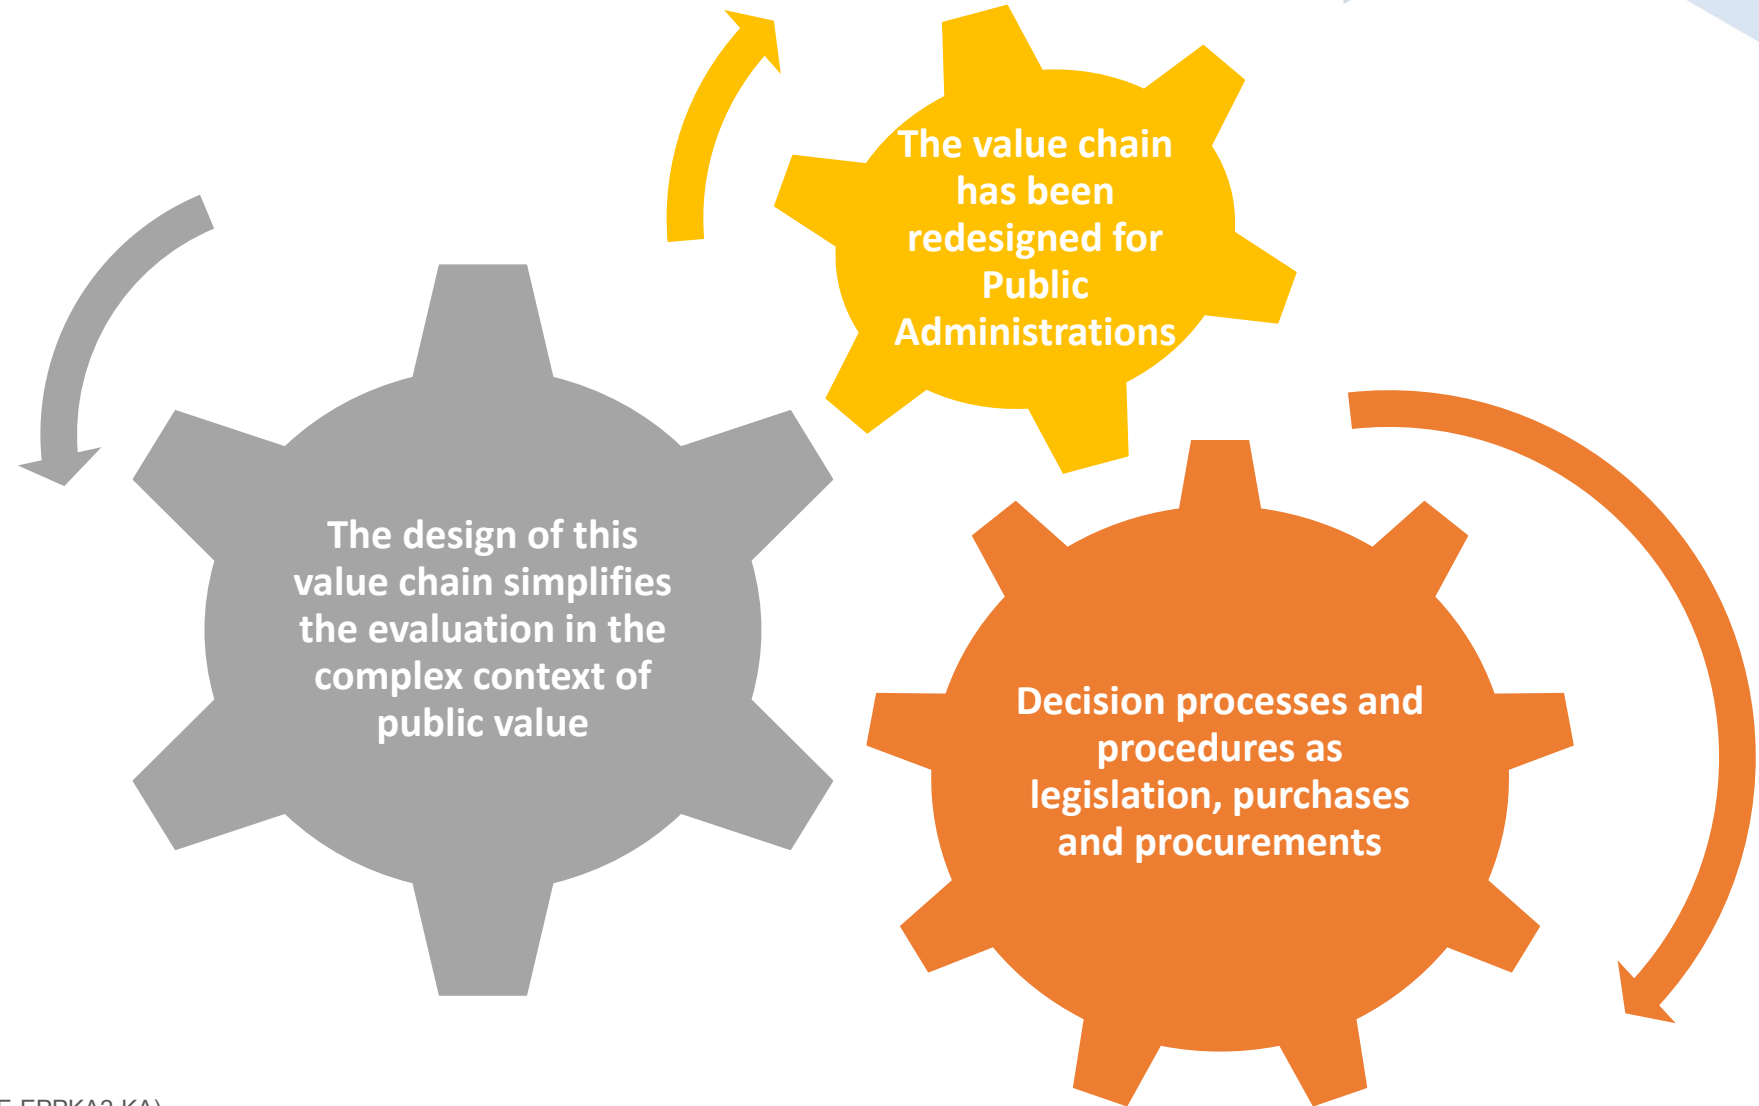 The value chain
has been
redesigned for
Public
Administrations
The design of this
value chain simplifies
the evaluation in the
complex context of
public value
Decision processes and
procedures as
legislation, purchases
and procurements